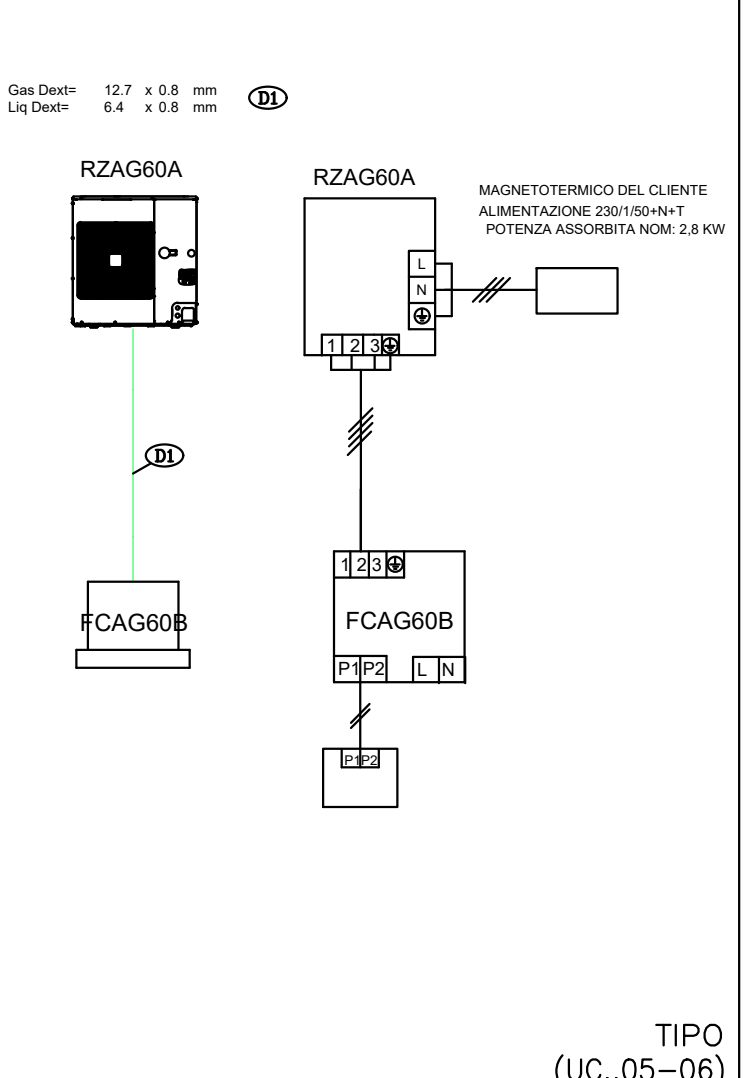 Gas Dext= 12.7 x 0.8 mm
Liq Dext= 6.4 x 0.8 mm
D1
RZAG60A
RZAG60A
MAGNETOTERMICO DEL CLIENTE
ALIMENTAZIONE 230/1/50+N+T
POTENZA ASSORBITA NOM: 2,8 KW
L
N
1 2 3
D1
1 2 3
FCAG60B
FCAG60B
P1 P2 L N
P1 P2
TIPO
(UC..05-06)